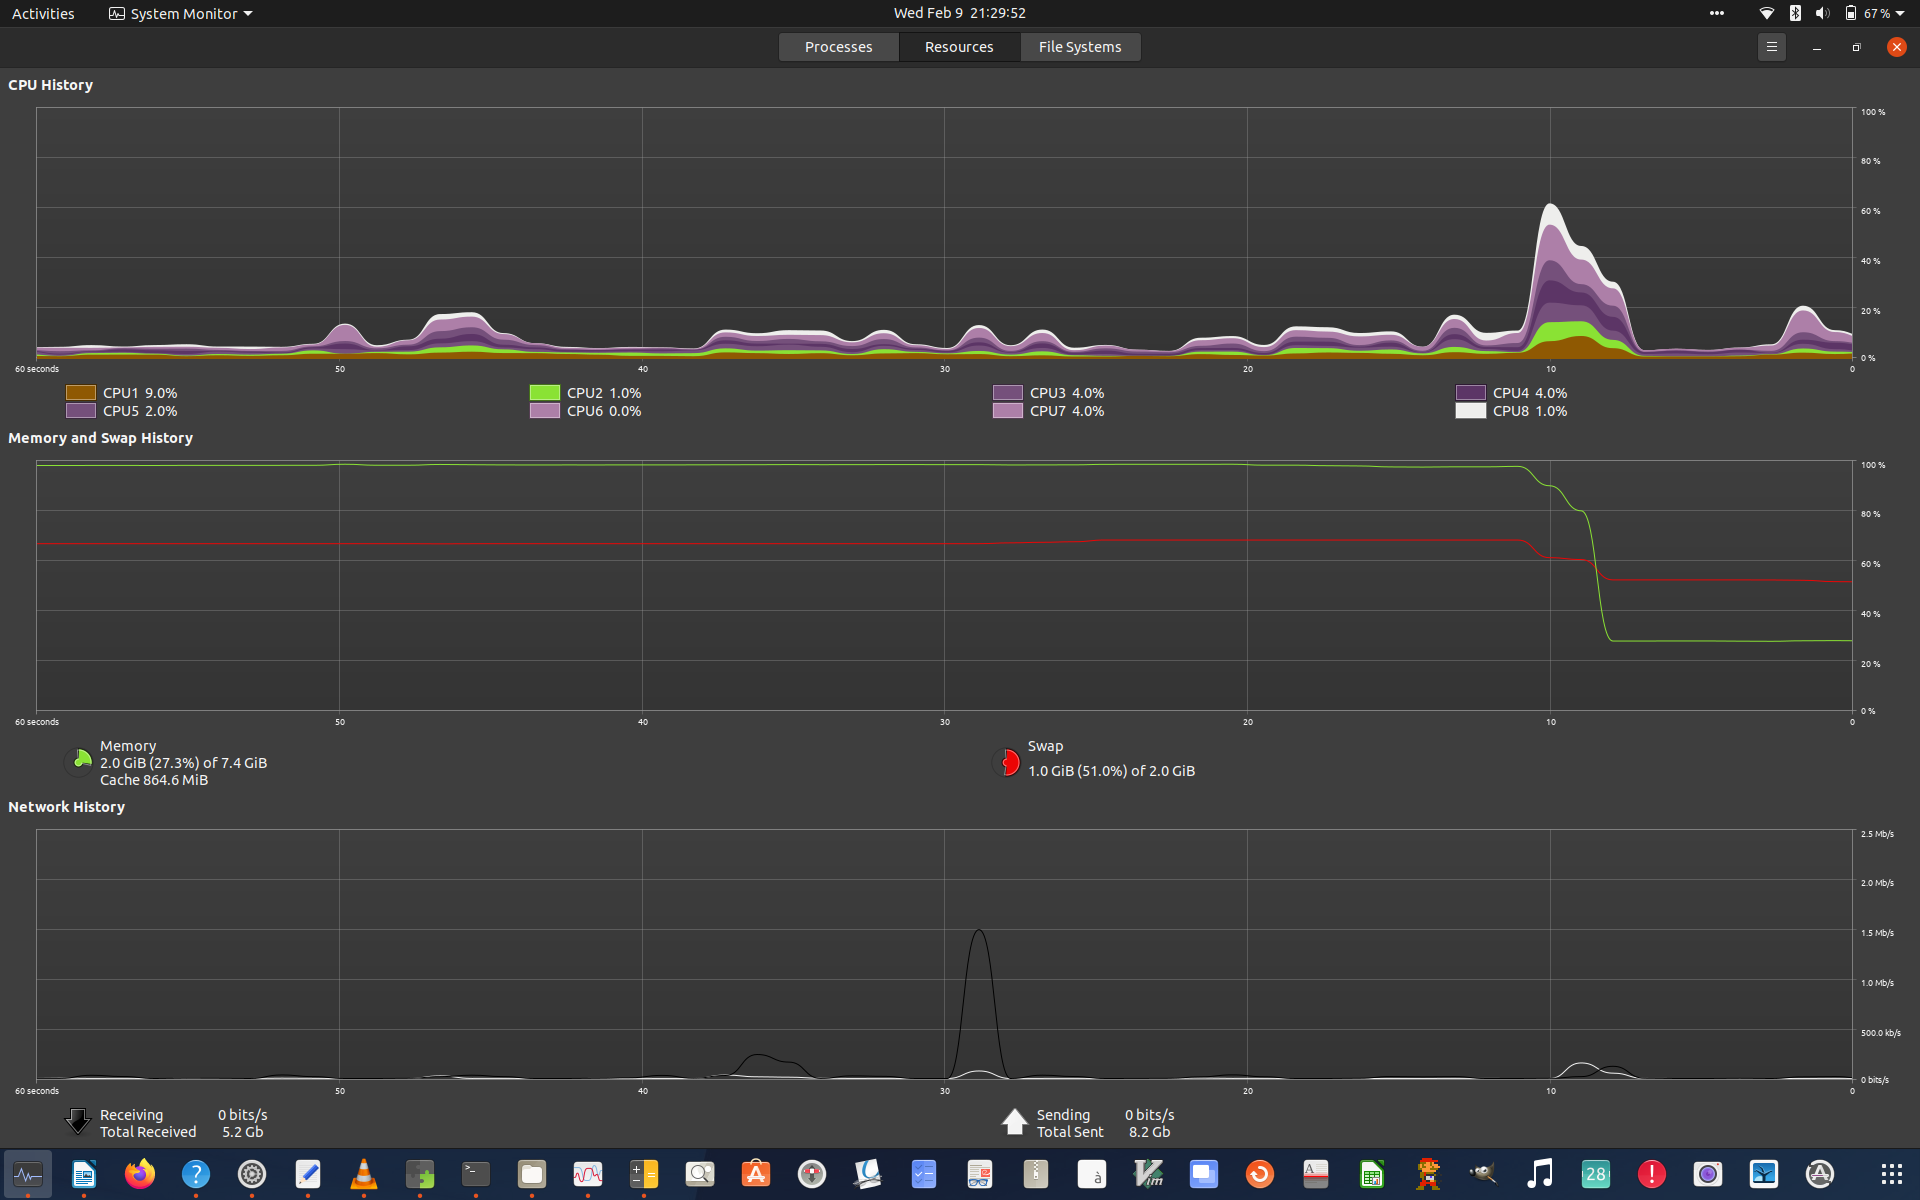 Activities System Monitor Wed Feb 9 21:29:52 67 %
Processes Resources File Systems
CPU History
100 %
80 %
60 %
40 %
20 %
0 %
60 seconds 50 40 30 20 10 0
CPU1 9.0% CPU2 1.0% CPU3 4.0% CPU4 4.0%
CPU5 2.0% CPU6 0.0% CPU7 4.0% CPU8 1.0%
Memory and Swap History
100 %
80 %
60 %
40 %
20 %
0 %
60 seconds 50 40 30 20 10 0
Memory
2.0 GiB (27.3%) of 7.4 GiB
Cache 864.6 MiB
Swap
1.0 GiB (51.0%) of 2.0 GiB
Network History
2.5 Mb/s
2.0 Mb/s
1.5 Mb/s
1.0 Mb/s
500.0 kb/s
0 bits/s
60 seconds 50 40 30 20 10 0
Receiving 0 bits/s
Total Received 5.2 Gb
Sending 0 bits/s
Total Sent 8.2 Gb
? >_ A à Vim A 28 !